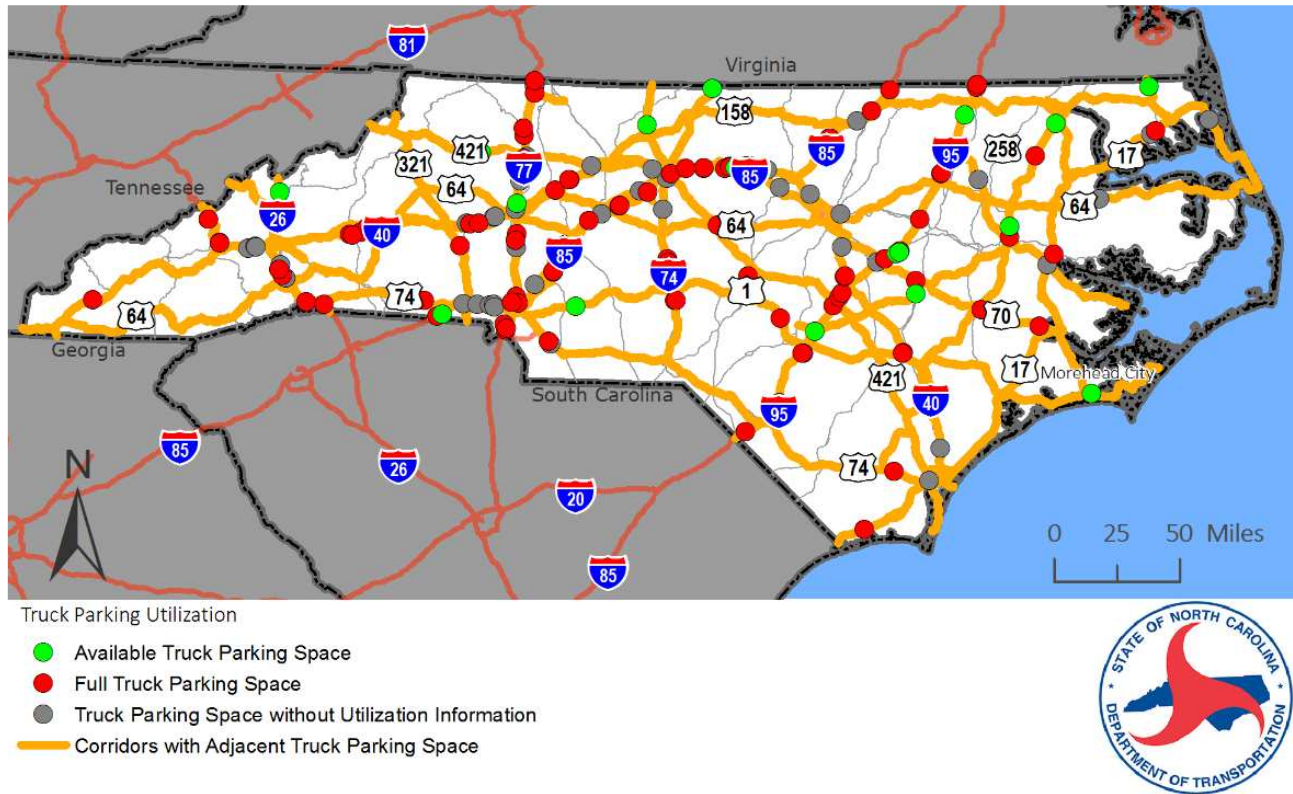 81
Virginia
158
421
321
77
85
85
95
258
17
Tennessee
64
64
26
40
64
85
74
1
64
74
70
Georgia
17
Morehead City
421
South Carolina
95
40
N
85
26
74
20
85
0 25 50 Miles
Truck Parking Utilization
Available Truck Parking Space
Full Truck Parking Space
Truck Parking Space without Utilization Information
Corridors with Adjacent Truck Parking Space
STATE OF NORTH CAROLINA
DEPARTMENT OF TRANSPORTATION